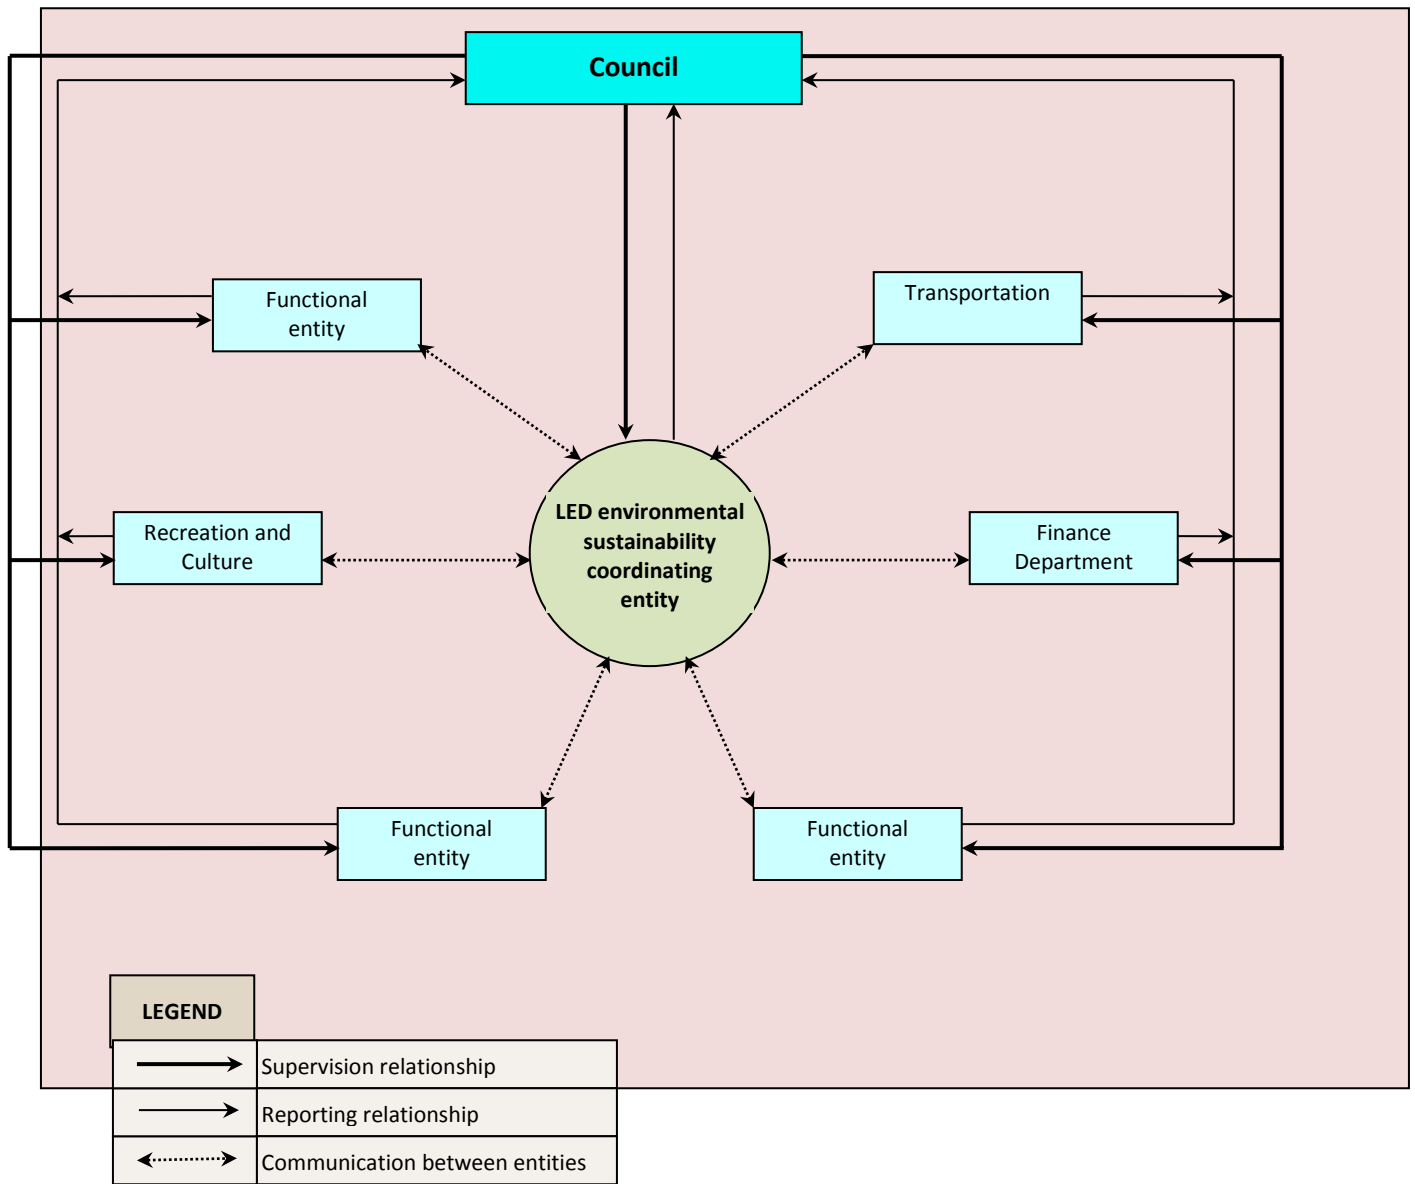 Council
Functional
entity
Transportation
LED environmental
sustainability
coordinating
entity
Recreation and
Culture
Finance
Department
Functional
entity
Functional
entity
LEGEND
Supervision relationship
Reporting relationship
Communication between entities